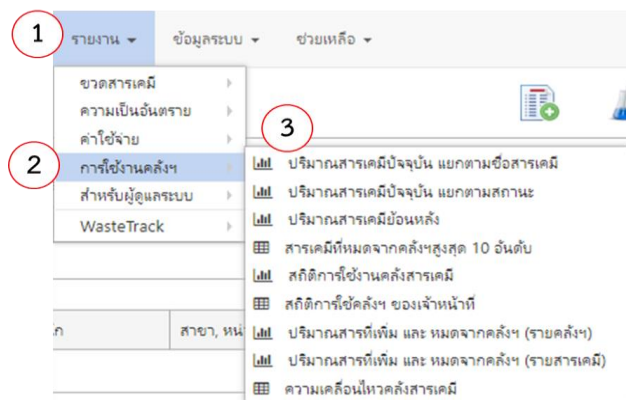 1
รายงาน
ข้อมูลระบบ
ช่วยเหลือ
ขวดสารเคมี
ความเป็นอันตราย
ค่าใช้จ่าย
3
2
การใช้งานคลังฯ
สำหรับผู้ดูแลระบบ
WasteTrack
ปริมาณสารเคมีปัจจุบัน แยกตามชื่อสารเคมี
ปริมาณสารเคมีปัจจุบัน แยกตามสถานะ
ปริมาณสารเคมีย้อนหลัง
สารเคมีที่หมดจากคลังฯสูงสุด 10 อันดับ
สถิติการใช้งานคลังสารเคมี
สถิติการใช้คลังฯ ของเจ้าหน้าที่
สาขา,
ปริมาณสารที่เพิ่ม และ หมดจากคลังฯ (รายคลังฯ)
ปริมาณสารที่เพิ่ม และ หมดจากคลังฯ (รายสารเคมี)
ความเคลื่อนไหวคลังสารเคมี